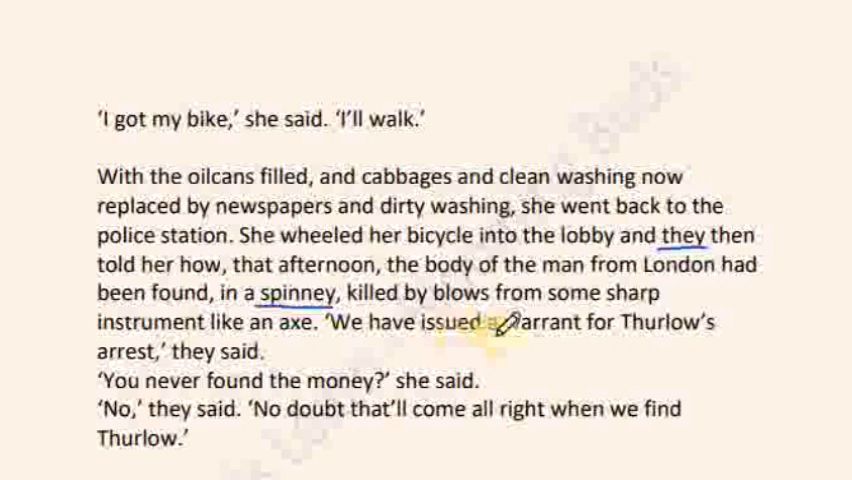 ‘I got my bike,’ she said. ‘I’ll walk.’
With the oilcans filled, and cabbages and clean washing now
replaced by newspapers and dirty washing, she went back to the
police station. She wheeled her bicycle into the lobby and they then
told her how, that afternoon, the body of the man from London had
been found, in a spinney, killed by blows from some sharp
instrument like an axe. ‘We have issued a warrant for Thurlow’s
arrest,’ they said.
‘You never found the money?’ she said.
‘No,’ they said. ‘No doubt that’ll come all right when we find
Thurlow.’